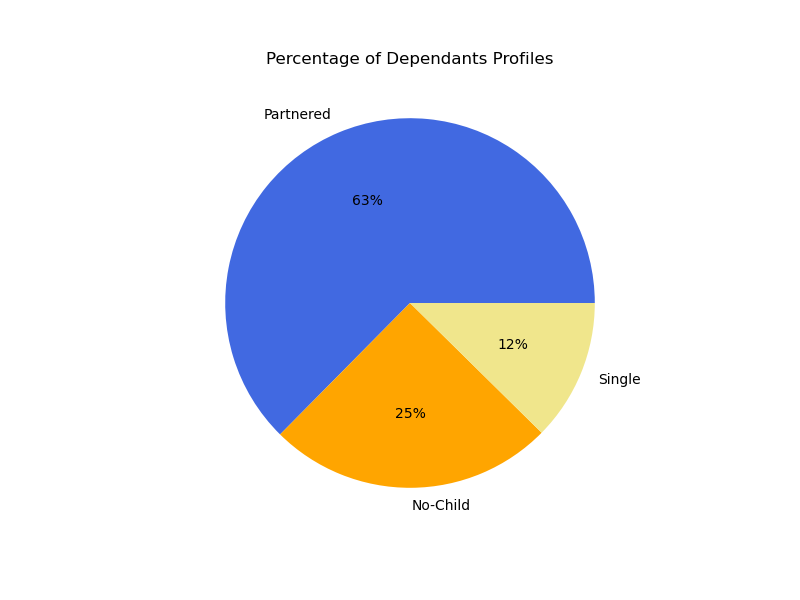 Percentage of Dependants Profiles
Partnered
63%
12%
Single
25%
No-Child